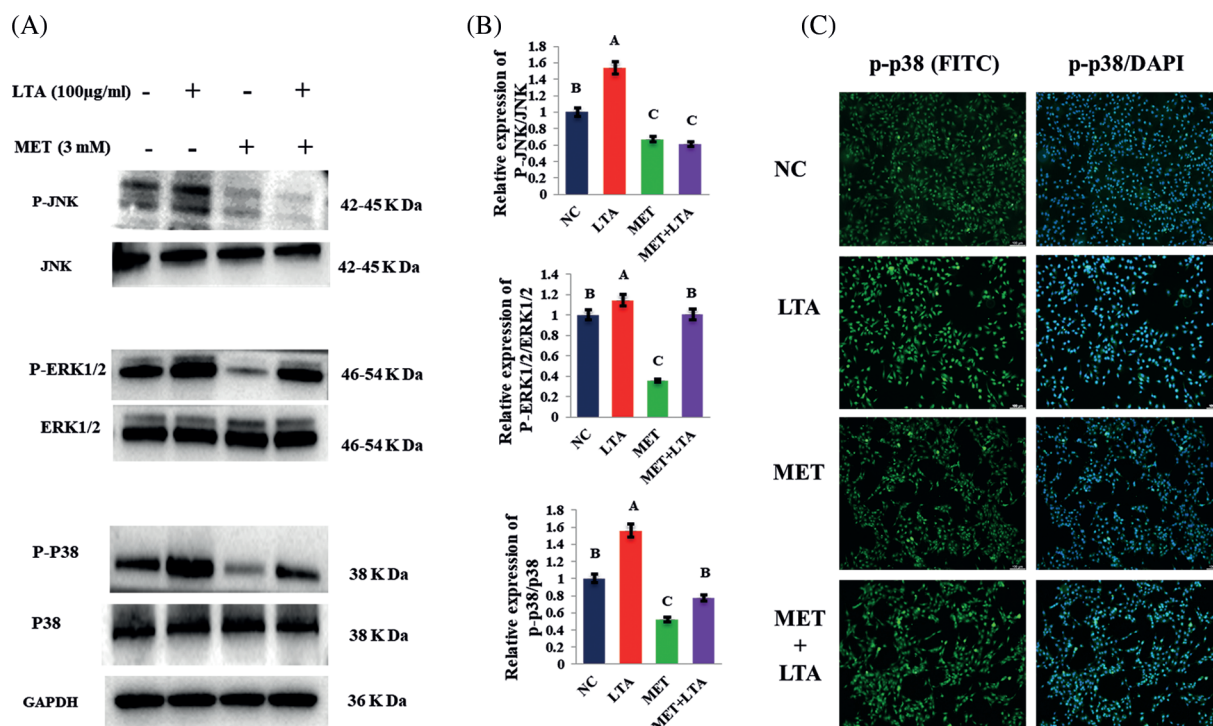 (A)
LTA (100µg/ml) - + - +
MET (3 mM) - - + +
P-JNK 42-45 K Da
JNK 42-45 K Da
P-ERK1/2 46-54 K Da
ERK1/2 46-54 K Da
P-P38 38 K Da
P38 38 K Da
GAPDH 36 K Da
(B)
Relative expression of
P-JNK/JNK
1.8
1.6
1.4
1.2
1
0.8
0.6
0.4
0.2
0
B
A
C
C
NC
LTA
MET
MET+LTA
Relative expression of
P-ERK1/2/ERK1/2
1.4
1.2
1
0.8
0.6
0.4
0.2
0
B
A
C
B
NC
LTA
MET
MET+LTA
Relative expression of
p-p38/p38
1.8
1.6
1.4
1.2
1
0.8
0.6
0.4
0.2
0
B
A
C
B
NC
LTA
MET
MET+LTA
(C)
p-p38 (FITC) p-p38/DAPI
NC
LTA
MET
MET
+
LTA